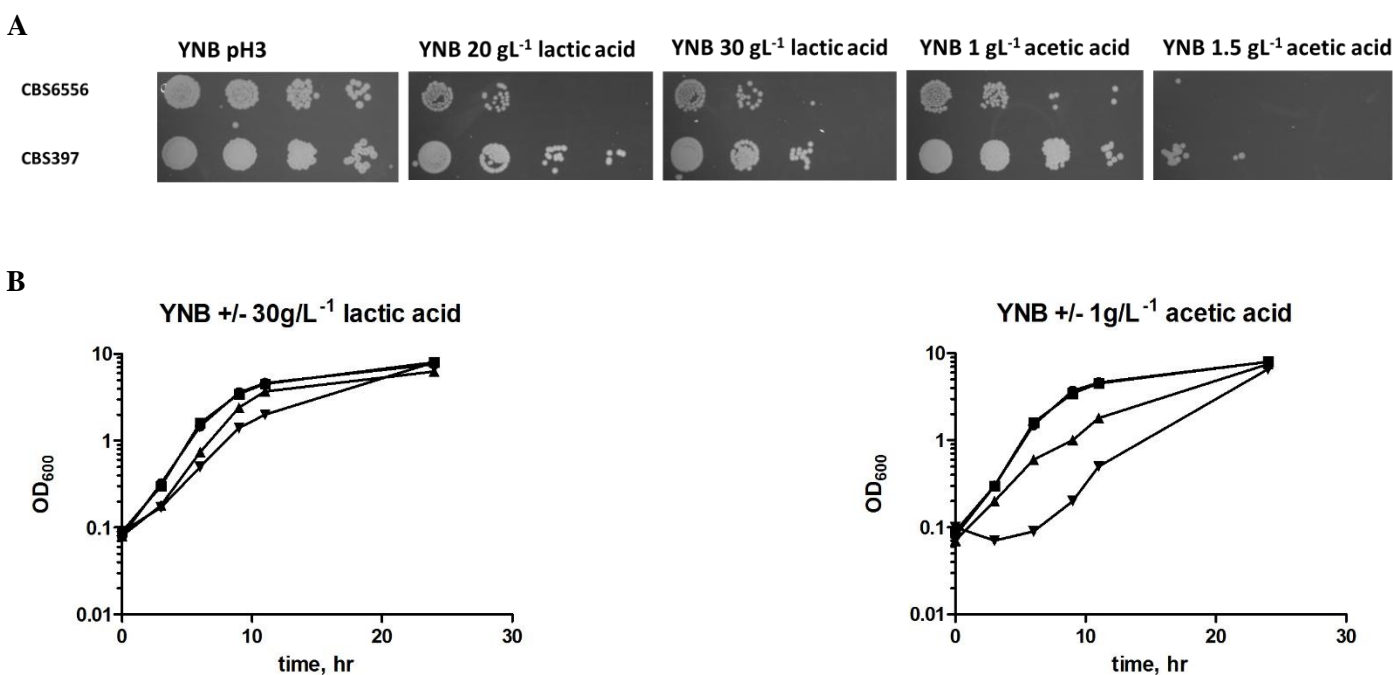 A
YNB pH3
YNB 20 gL⁻¹ lactic acid
YNB 30 gL⁻¹ lactic acid
YNB 1 gL⁻¹ acetic acid
YNB 1.5 gL⁻¹ acetic acid
CBS6556
CBS397
B
YNB +/- 30g/L⁻¹ lactic acid
10
1
0.1
0.01
OD₆₀₀
0
10
20
30
time, hr
YNB +/- 1g/L⁻¹ acetic acid
10
1
0.1
0.01
OD₆₀₀
0
10
20
30
time, hr